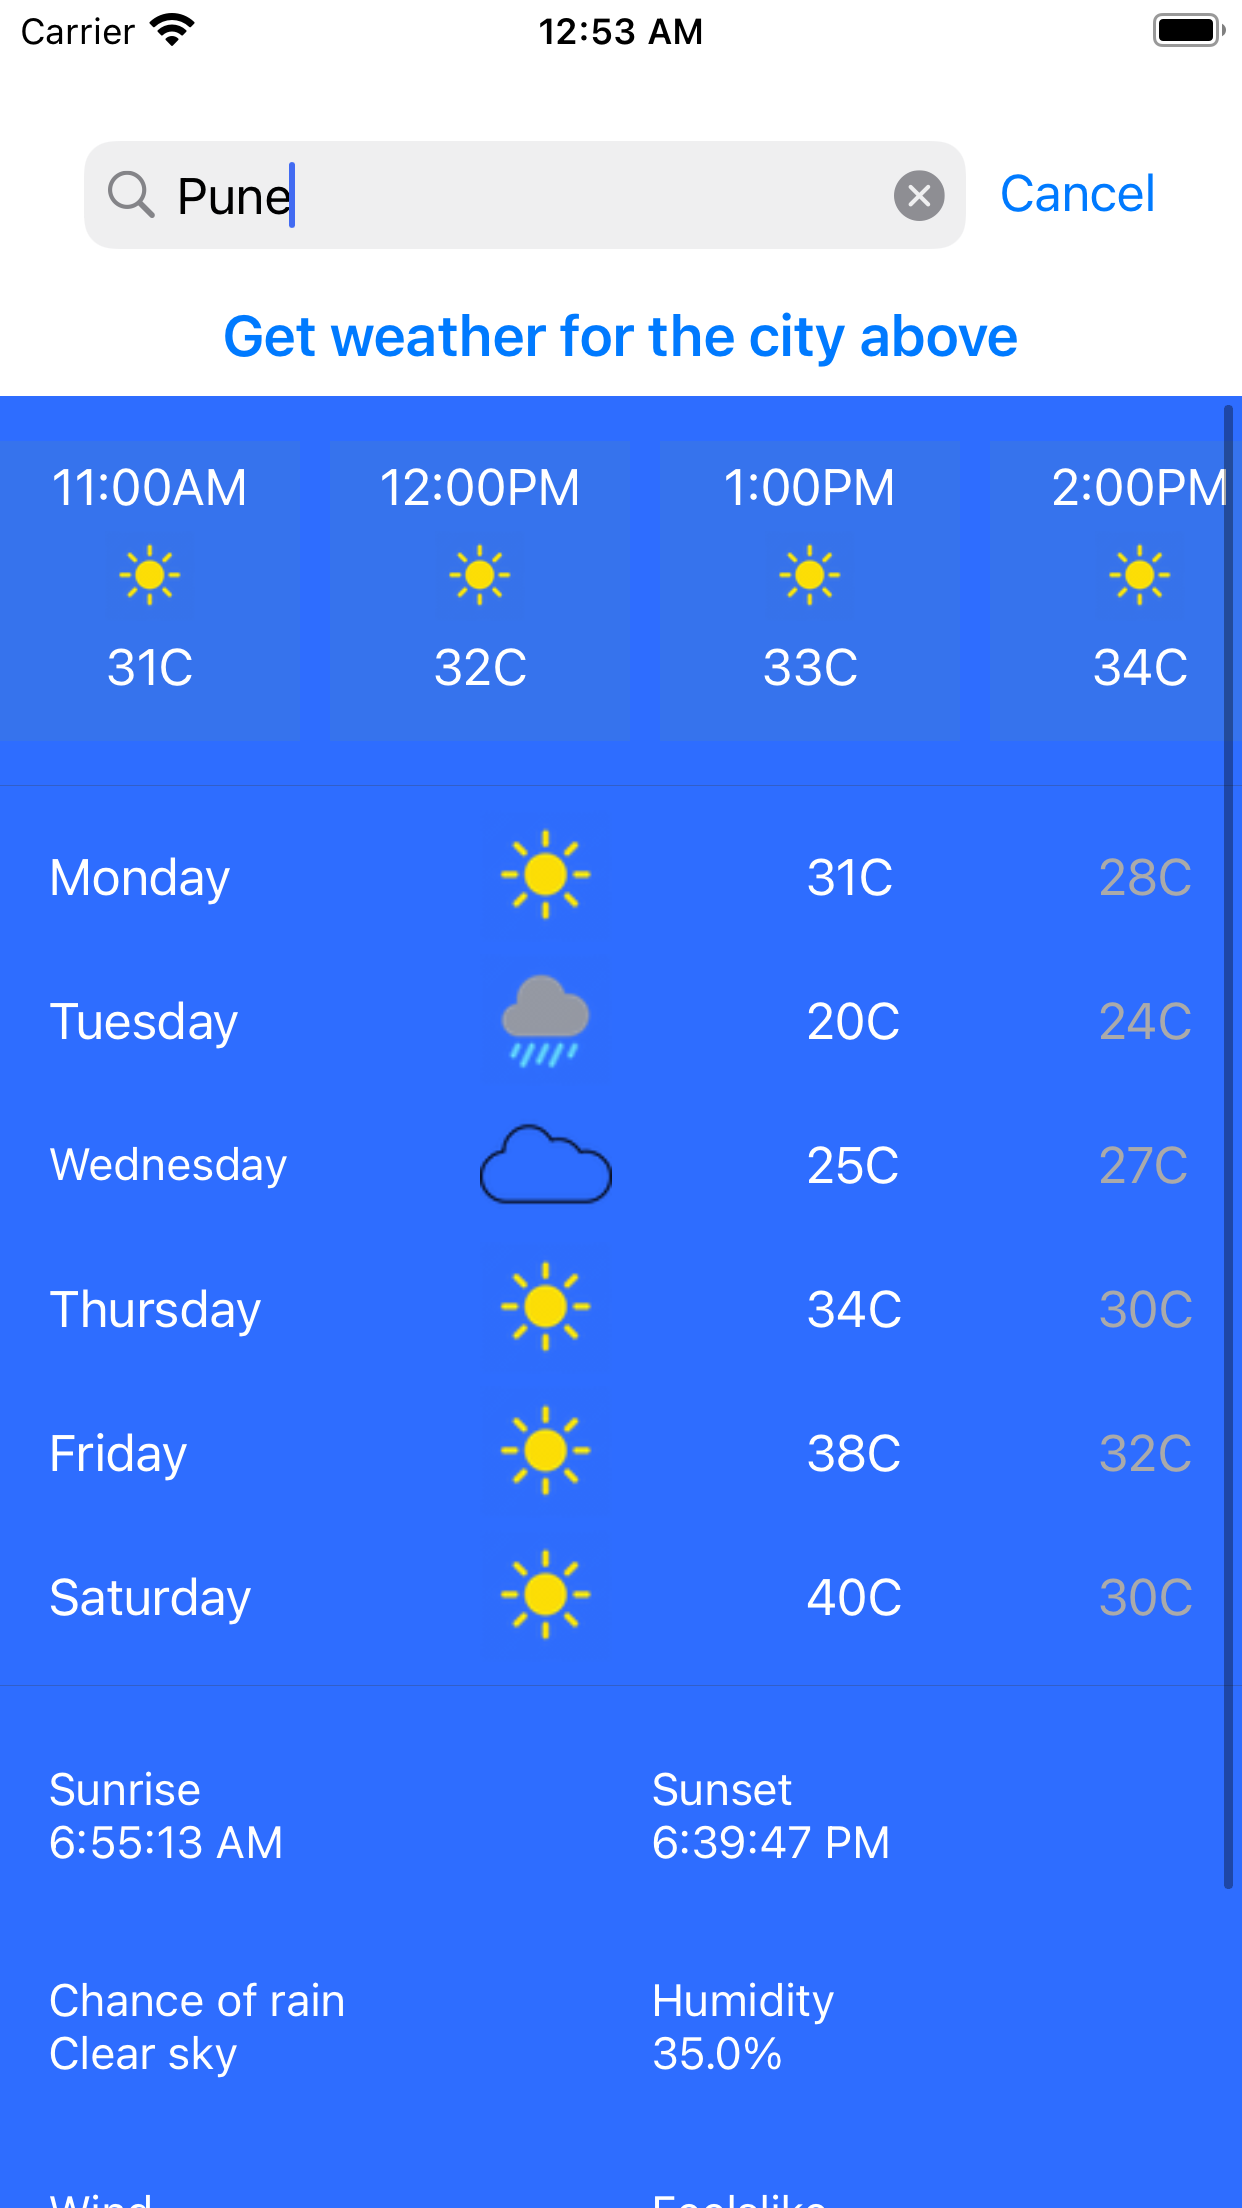 Carrier 12:53 AM
Pune Cancel
Get weather for the city above
11:00AM 12:00PM 1:00PM 2:00PM
31C 32C 33C 34C
Monday 31C 28C
Tuesday 20C 24C
Wednesday 25C 27C
Thursday 34C 30C
Friday 38C 32C
Saturday 40C 30C
Sunrise Sunset
6:55:13 AM 6:39:47 PM
Chance of rain Humidity
Clear sky 35.0%
Wind Feelslike